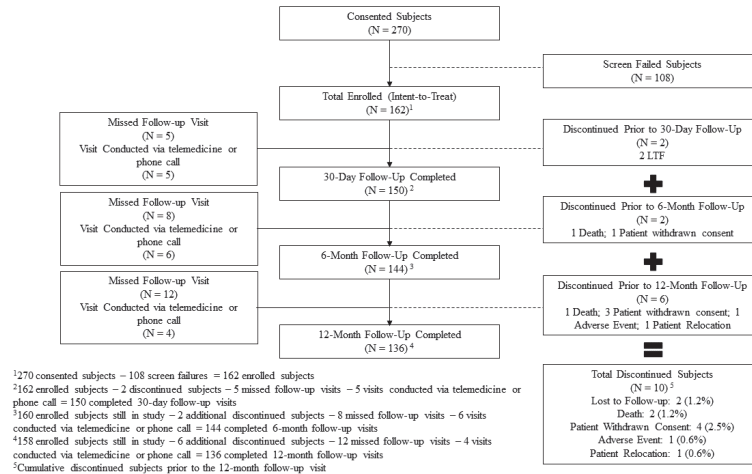 Consented Subjects
(N = 270)
Screen Failed Subjects
(N = 108)
Total Enrolled (Intent-to-Treat)
(N = 162)1
Missed Follow-up Visit
(N = 5)
Visit Conducted via telemedicine or
phone call
(N = 5)
Discontinued Prior to 30-Day Follow-Up
(N = 2)
2 LTF
30-Day Follow-Up Completed
(N = 150)2
Missed Follow-up Visit
(N = 8)
Visit Conducted via telemedicine or
phone call
(N = 6)
Discontinued Prior to 6-Month Follow-Up
(N = 2)
1 Death; 1 Patient withdrawn consent
6-Month Follow-Up Completed
(N = 144)3
Missed Follow-up Visit
(N = 12)
Visit Conducted via telemedicine or
phone call
(N = 4)
Discontinued Prior to 12-Month Follow-Up
(N = 6)
1 Death; 3 Patient withdrawn consent; 1
Adverse Event; 1 Patient Relocation
12-Month Follow-Up Completed
(N = 136)4
Total Discontinued Subjects
(N = 10)5
Lost to Follow-up: 2 (1.2%)
Death: 2 (1.2%)
Patient Withdrawn Consent: 4 (2.5%)
Adverse Event: 1 (0.6%)
Patient Relocation: 1 (0.6%)
1270 consented subjects – 108 screen failures = 162 enrolled subjects
2162 enrolled subjects – 2 discontinued subjects – 5 missed follow-up visits – 5 visits conducted via telemedicine or
phone call = 150 completed 30-day follow-up visits
3160 enrolled subjects still in study – 2 additional discontinued subjects – 8 missed follow-up visits – 6 visits
conducted via telemedicine or phone call = 144 completed 6-month follow-up visits
4158 enrolled subjects still in study – 6 additional discontinued subjects – 12 missed follow-up visits – 4 visits
conducted via telemedicine or phone call = 136 completed 12-month follow-up visits
5Cumulative discontinued subjects prior to the 12-month follow-up visit